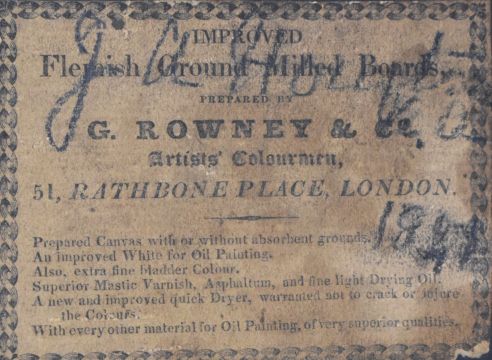 IMPROVED
Flemish Ground Milled Boards,
PREPARED BY
G. ROWNEY & Co.
Artists' Colourmen,
51, RATHBONE PLACE, LONDON.
Prepared Canvas with or without absorbent grounds.
An improved White for Oil Painting.
Also, extra fine Bladder Colour.
Superior Mastic Varnish, Asphaltum, and fine light Drying Oil.
A new and improved quick Dryer, warranted not to crack or injure
the Colours.
With every other material for Oil Painting, of very superior qualities.